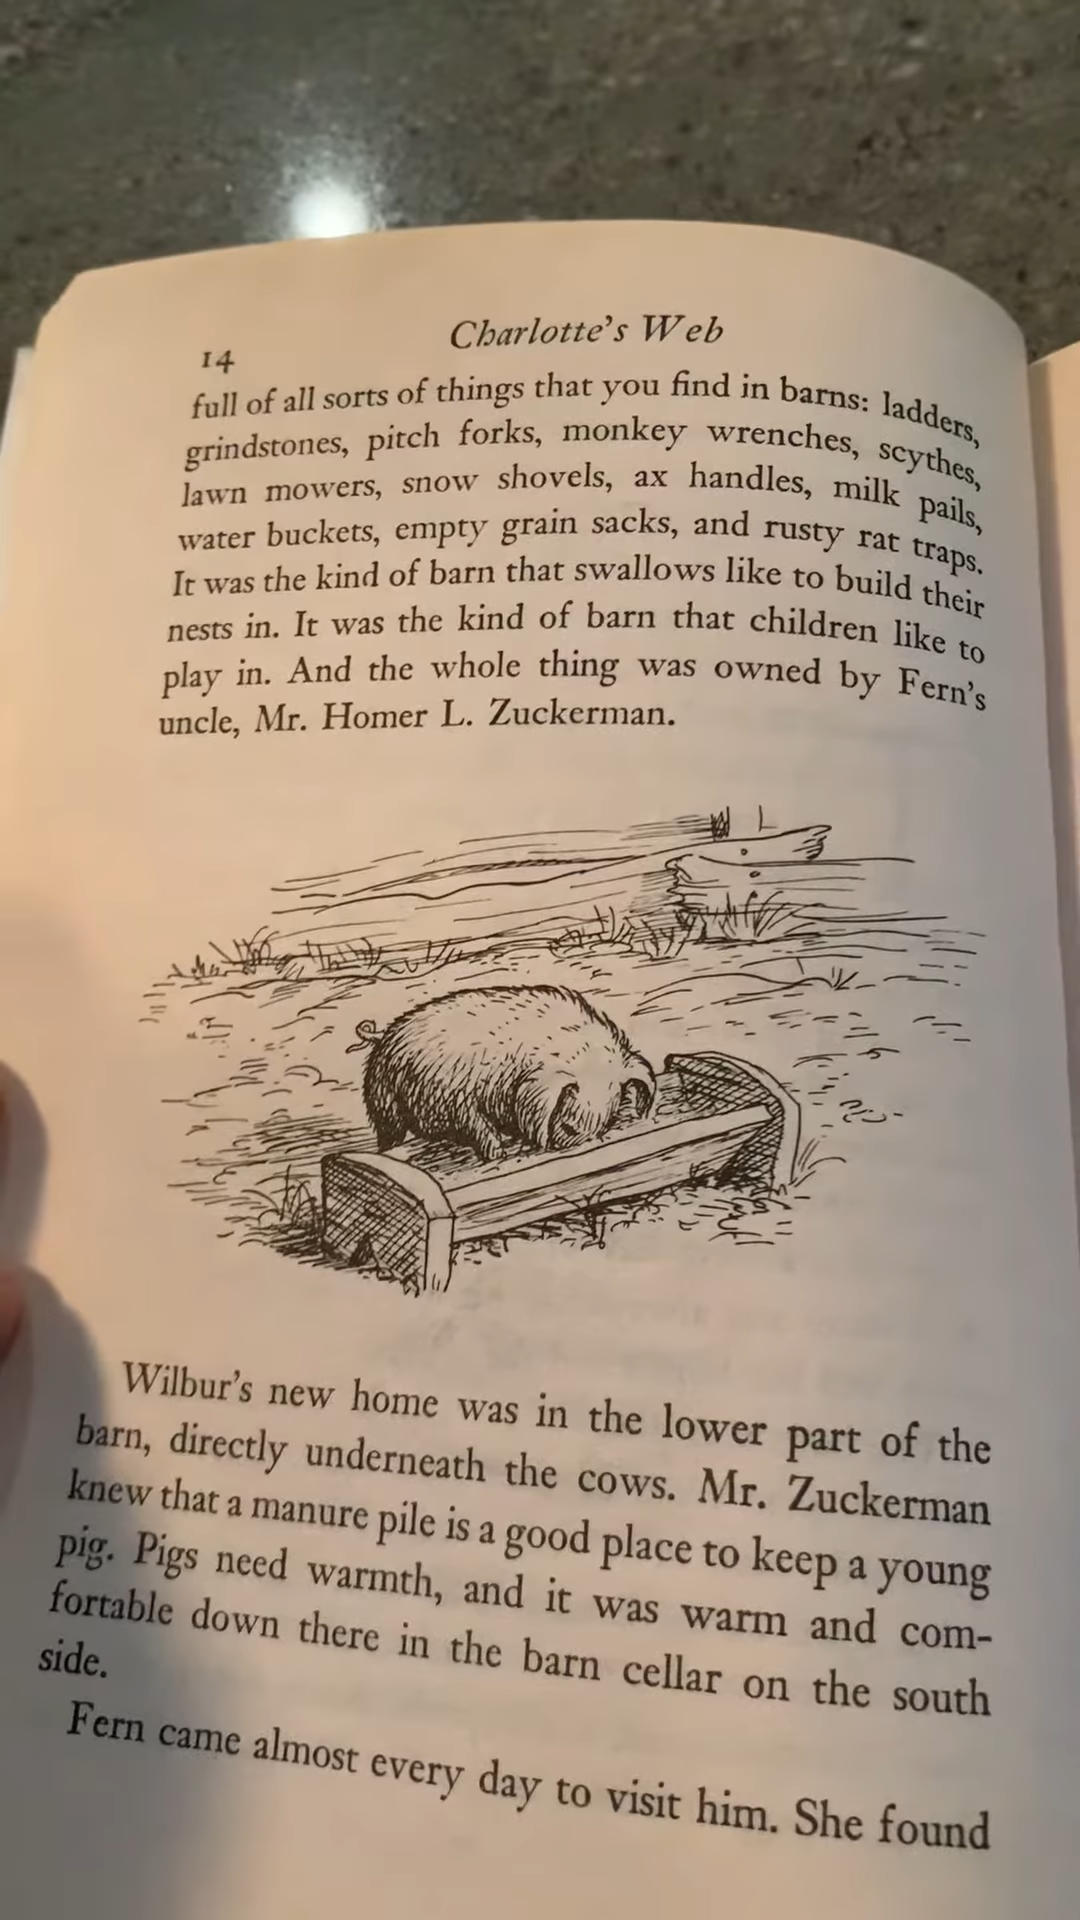 14
Charlotte's Web
full of all sorts of things that you find in barns: ladders,
grindstones, pitch forks, monkey wrenches, scythes,
lawn mowers, snow shovels, ax handles, milk pails,
water buckets, empty grain sacks, and rusty rat traps.
It was the kind of barn that swallows like to build their
nests in. It was the kind of barn that children like to
play in. And the whole thing was owned by Fern's
uncle, Mr. Homer L. Zuckerman.
Wilbur's new home was in the lower part of the
barn, directly underneath the cows. Mr. Zuckerman
knew that a manure pile is a good place to keep a young
pig. Pigs need warmth, and it was warm and com-
fortable down there in the barn cellar on the south
side.
Fern came almost every day to visit him. She found